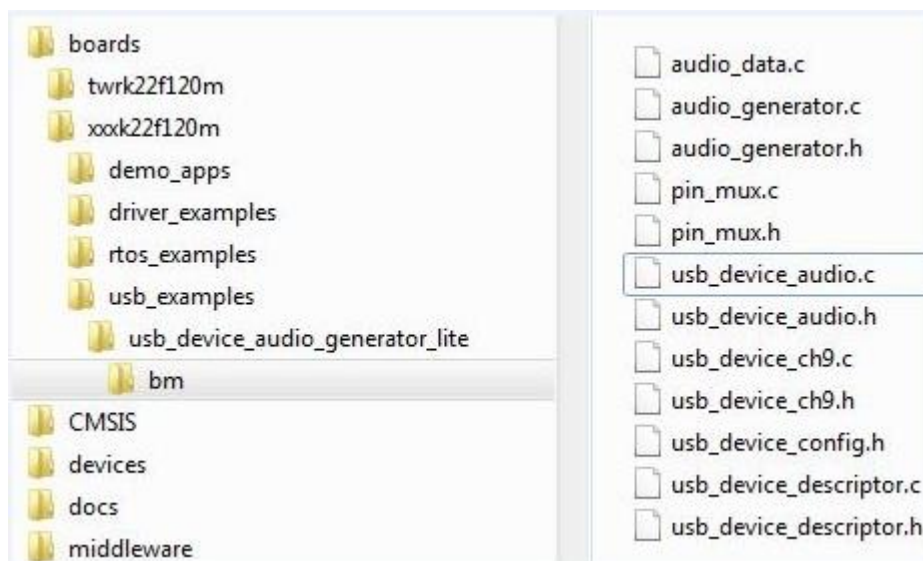 boards
twrk22f120m
xxxk22f120m
demo_apps
driver_examples
rtos_examples
usb_examples
usb_device_audio_generator_lite
bm
CMSIS
devices
docs
middleware
audio_data.c
audio_generator.c
audio_generator.h
pin_mux.c
pin_mux.h
usb_device_audio.c
usb_device_audio.h
usb_device_ch9.c
usb_device_ch9.h
usb_device_config.h
usb_device_descriptor.c
usb_device_descriptor.h